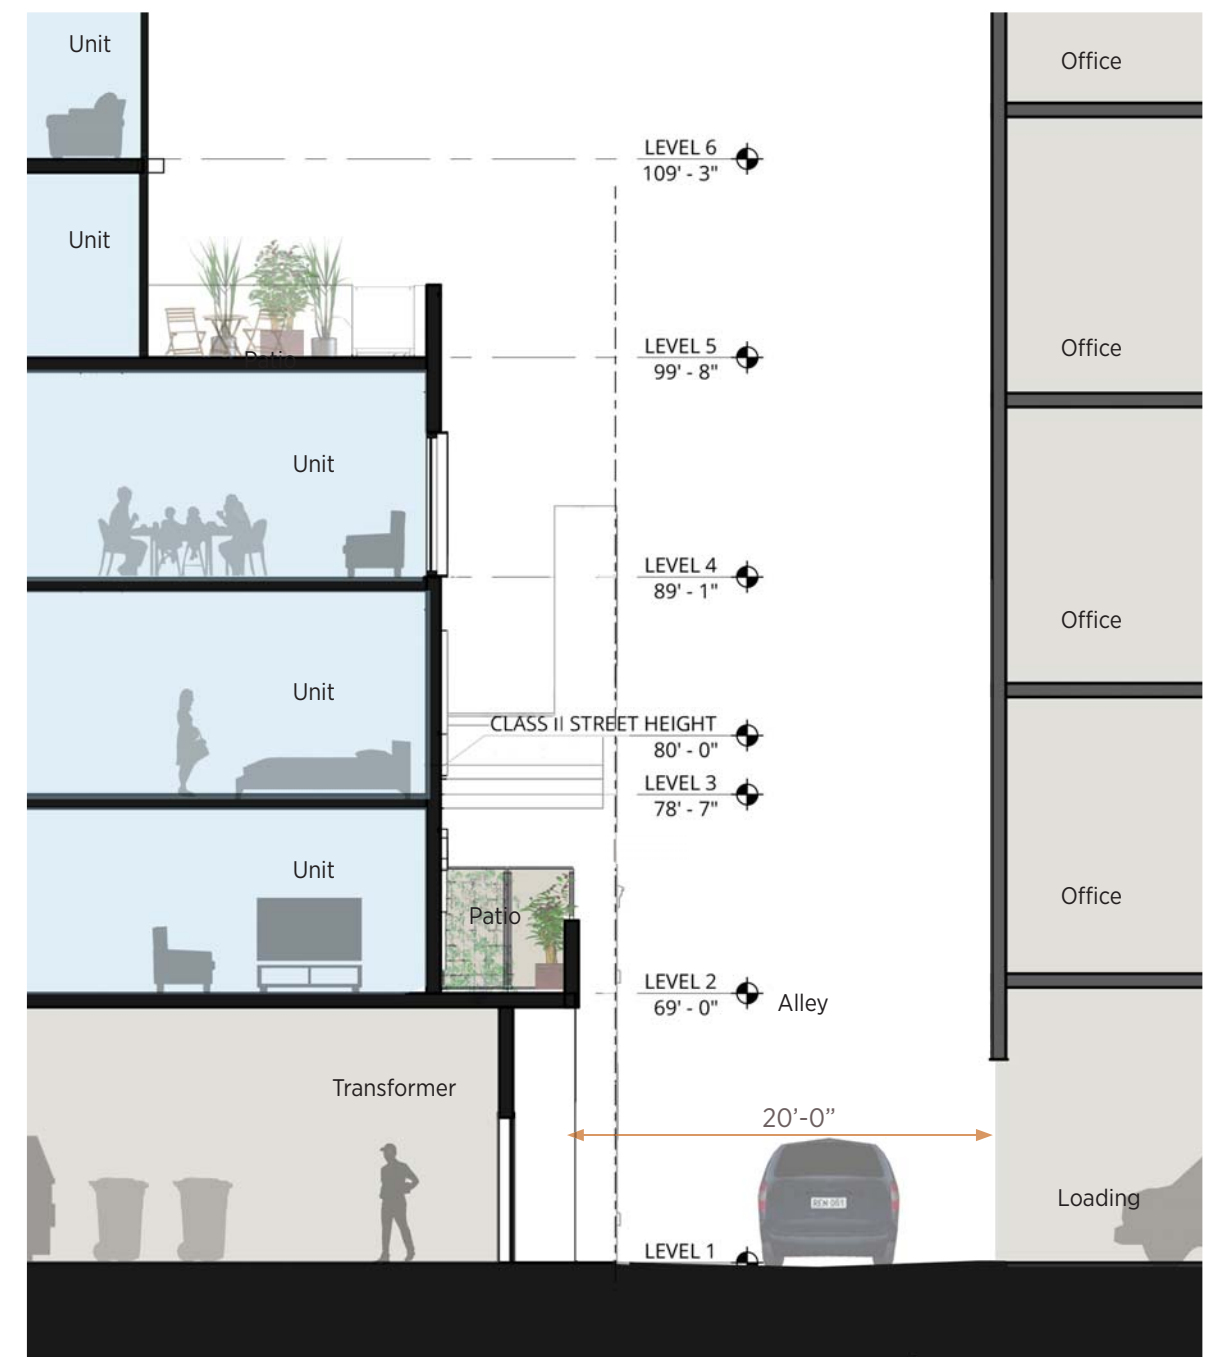 Unit
Office
LEVEL 6
109' - 3"
Unit
LEVEL 5
99' - 8"
Office
Patio
Unit
LEVEL 4
89' - 1"
Office
Unit
CLASS II STREET HEIGHT
80' - 0"
LEVEL 3
78' - 7"
Unit
Office
Patio
LEVEL 2
69' - 0"
Alley
Transformer
20’-0”
Loading
LEVEL 1